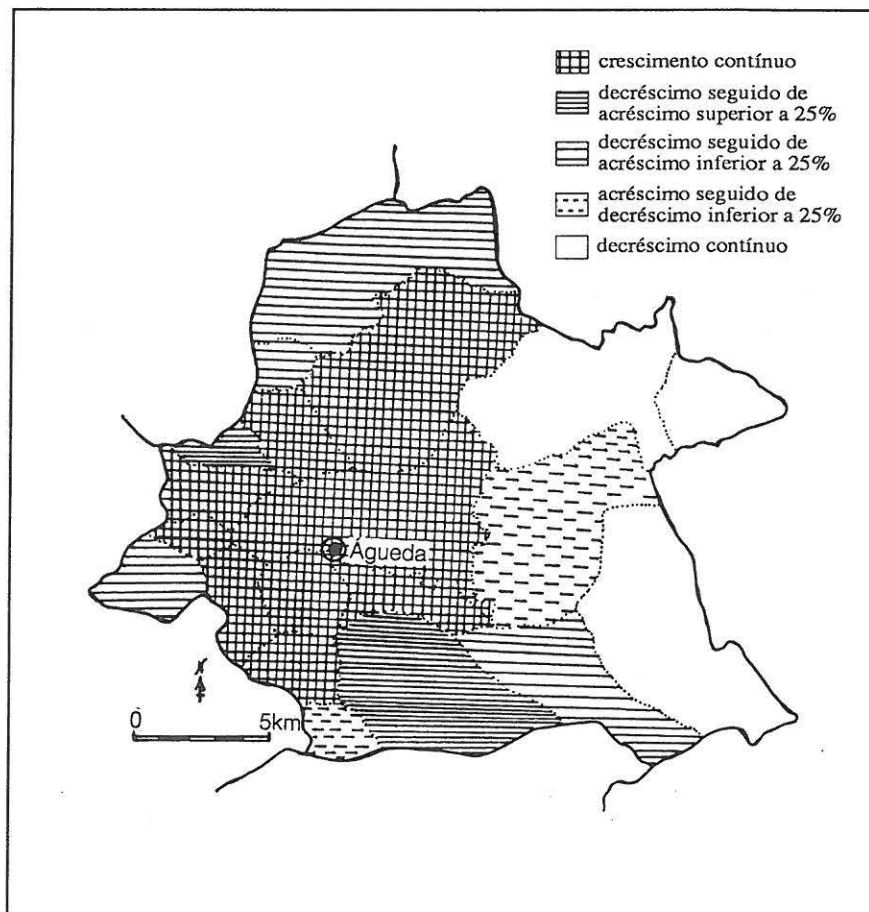 crescimento contínuo
decréscimo seguido de
acréscimo superior a 25%
decréscimo seguido de
acréscimo inferior a 25%
acréscimo seguido de
decréscimo inferior a 25%
decréscimo contínuo
Águeda
0 5km